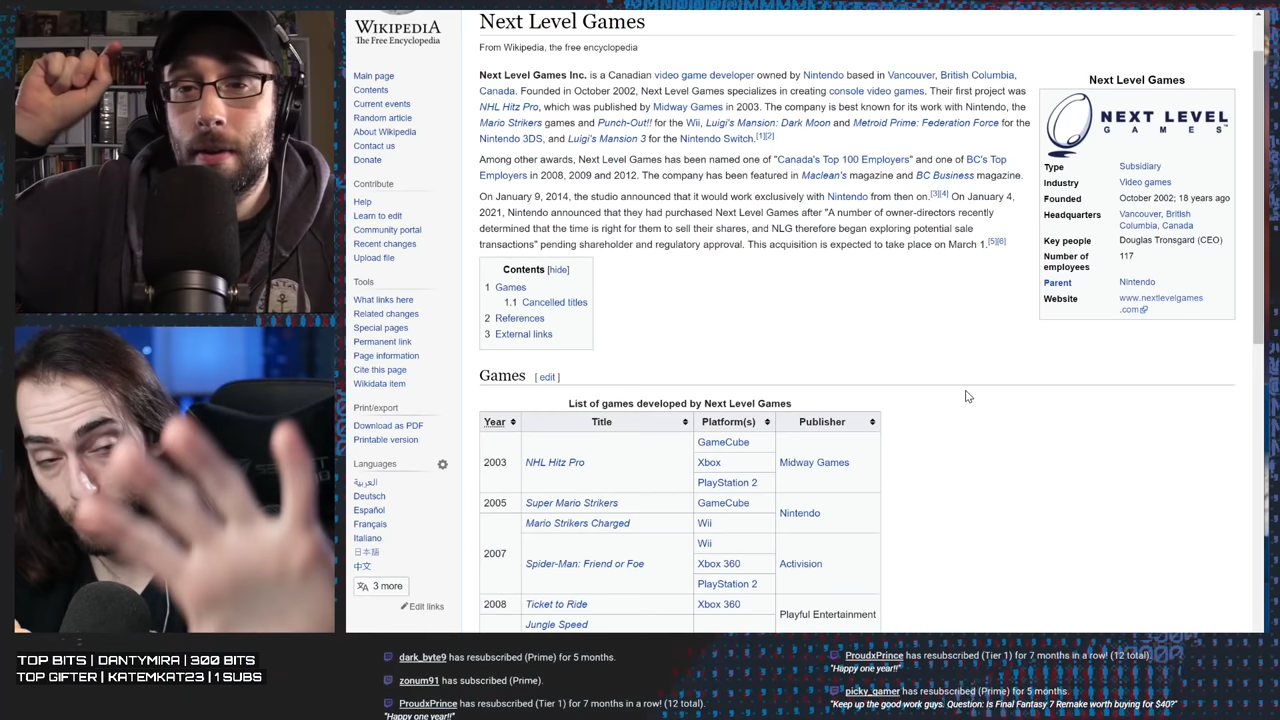 WIKIPEDIA
The Free Encyclopedia
Main page
Contents
Current events
Random article
About Wikipedia
Contact us
Donate
Contribute
Help
Learn to edit
Community portal
Recent changes
Upload file
Tools
What links here
Related changes
Special pages
Permanent link
Page information
Cite this page
Wikidata item
Print/export
Download as PDF
Printable version
Languages
العربية
Deutsch
Español
Français
Italiano
日本語
中文
3 more
Edit links
Next Level Games
From Wikipedia, the free encyclopedia
Next Level Games Inc. is a Canadian video game developer owned by Nintendo based in Vancouver, British Columbia,
Canada. Founded in October 2002, Next Level Games specializes in creating console video games. Their first project was
NHL Hitz Pro, which was published by Midway Games in 2003. The company is best known for its work with Nintendo, the
Mario Strikers games and Punch-Out!! for the Wii, Luigi's Mansion: Dark Moon and Metroid Prime: Federation Force for the
Nintendo 3DS, and Luigi's Mansion 3 for the Nintendo Switch.[1][2]
Among other awards, Next Level Games has been named one of "Canada's Top 100 Employers" and one of BC's Top
Employers in 2008, 2009 and 2012. The company has been featured in Maclean's magazine and BC Business magazine.
On January 9, 2014, the studio announced that it would work exclusively with Nintendo from then on.[3][4] On January 4,
2021, Nintendo announced that they had purchased Next Level Games after "A number of owner-directors recently
determined that the time is right for them to sell their shares, and NLG therefore began exploring potential sale
transactions" pending shareholder and regulatory approval. This acquisition is expected to take place on March 1.[5][6]
Next Level Games
NEXT LEVEL
GAMES™
Type Subsidiary
Industry Video games
Founded October 2002; 18 years ago
Headquarters Vancouver, British
Columbia, Canada
Key people Douglas Tronsgard (CEO)
Number of 117
employees
Parent Nintendo
Website www.nextlevelgames
.com
Contents [hide]
1 Games
1.1 Cancelled titles
2 References
3 External links
Games [ edit ]
List of games developed by Next Level Games
Year Title Platform(s) Publisher
2003 NHL Hitz Pro GameCube Xbox PlayStation 2 Midway Games
2005 Super Mario Strikers GameCube Nintendo
2007 Mario Strikers Charged Wii
Spider-Man: Friend or Foe Wii Xbox 360 PlayStation 2 Activision
2008 Ticket to Ride Xbox 360 Playful Entertainment
Jungle Speed
TOP BITS | DANTYMIRA | 300 BITS
TOP GIFTER | KATEMKAT23 | 1 SUBS
dark_byte9 has resubscribed (Prime) for 5 months.
zonum91 has subscribed (Prime).
ProudxPrince has resubscribed (Tier 1) for 7 months in a row! (12 total).
"Happy one year!!"
ProudxPrince has resubscribed (Tier 1) for 7 months in a row! (12 total).
"Happy one year!!"
picky_gamer has resubscribed (Prime) for 5 months.
"Keep up the good work guys. Question: Is Final Fantasy 7 Remake worth buying for $40?"